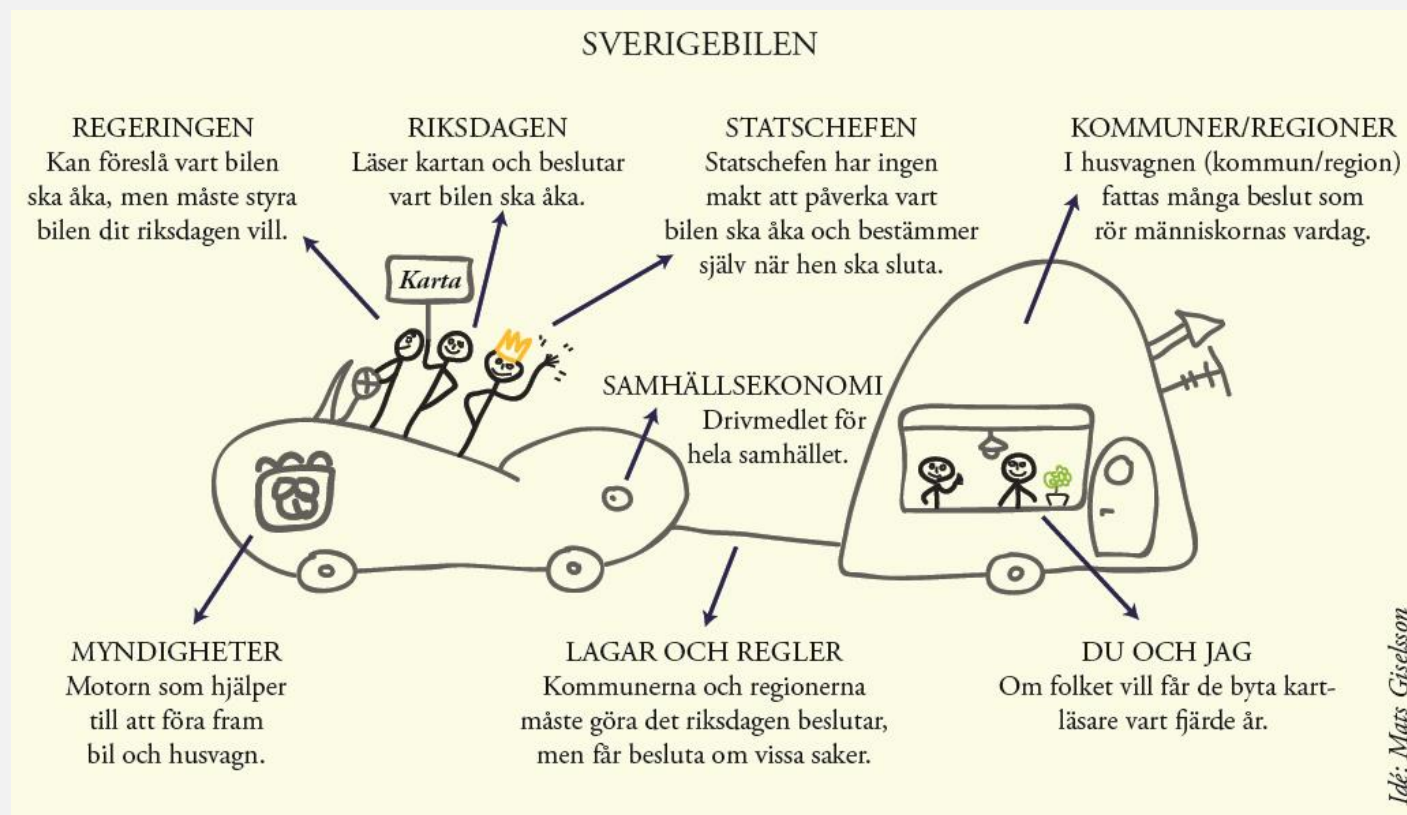 SVERIGEBILEN
REGERINGEN
Kan föreslå vart bilen
ska åka, men måste styra
bilen dit riksdagen vill.
RIKSDAGEN
Läser kartan och beslutar
vart bilen ska åka.
STATSCHEFEN
Statschefen har ingen
makt att påverka vart
bilen ska åka och bestämmer
själv när hen ska sluta.
KOMMUNER/REGIONER
I husvagnen (kommun/region)
fattas många beslut som
rör människornas vardag.
Karta
SAMHÄLLSEKONOMI
Drivmedlet för
hela samhället.
MYNDIGHETER
Motorn som hjälper
till att föra fram
bil och husvagn.
LAGAR OCH REGLER
Kommunerna och regionerna
måste göra det riksdagen beslutar,
men får besluta om vissa saker.
DU OCH JAG
Om folket vill får de byta kart-
läsare vart fjärde år.
Idé: Mats Giselsson